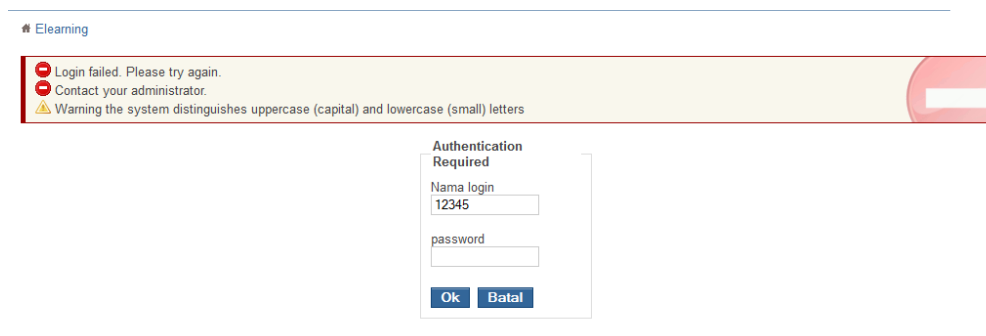 Elearning
Login failed. Please try again.
Contact your administrator.
Warning the system distinguishes uppercase (capital) and lowercase (small) letters
Authentication
Required
Nama login
12345
password
Ok Batal